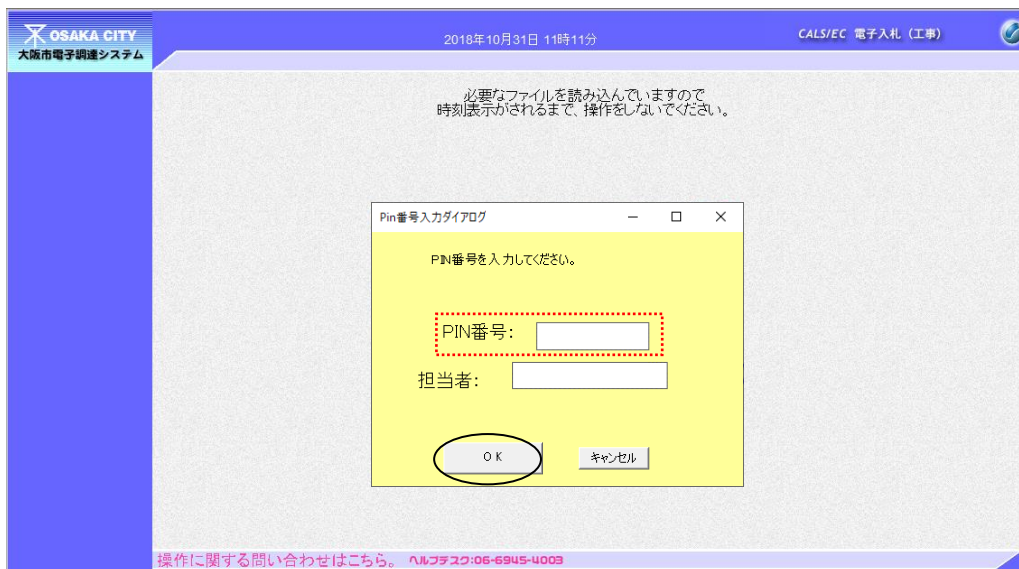 OSAKA CITY
大阪市電子調達システム
2018年10月31日 11時11分
CALS/EC 電子入札（工事）
必要なファイルを読み込んでいますので
時刻表示がされるまで、操作をしないでください。
Pin番号入力ダイアログ
PIN番号を入力してください。
PIN番号：
担当者：
ＯＫ
キャンセル
操作に関する問い合わせはこちら。 ヘルプデスク:06-6945-4003